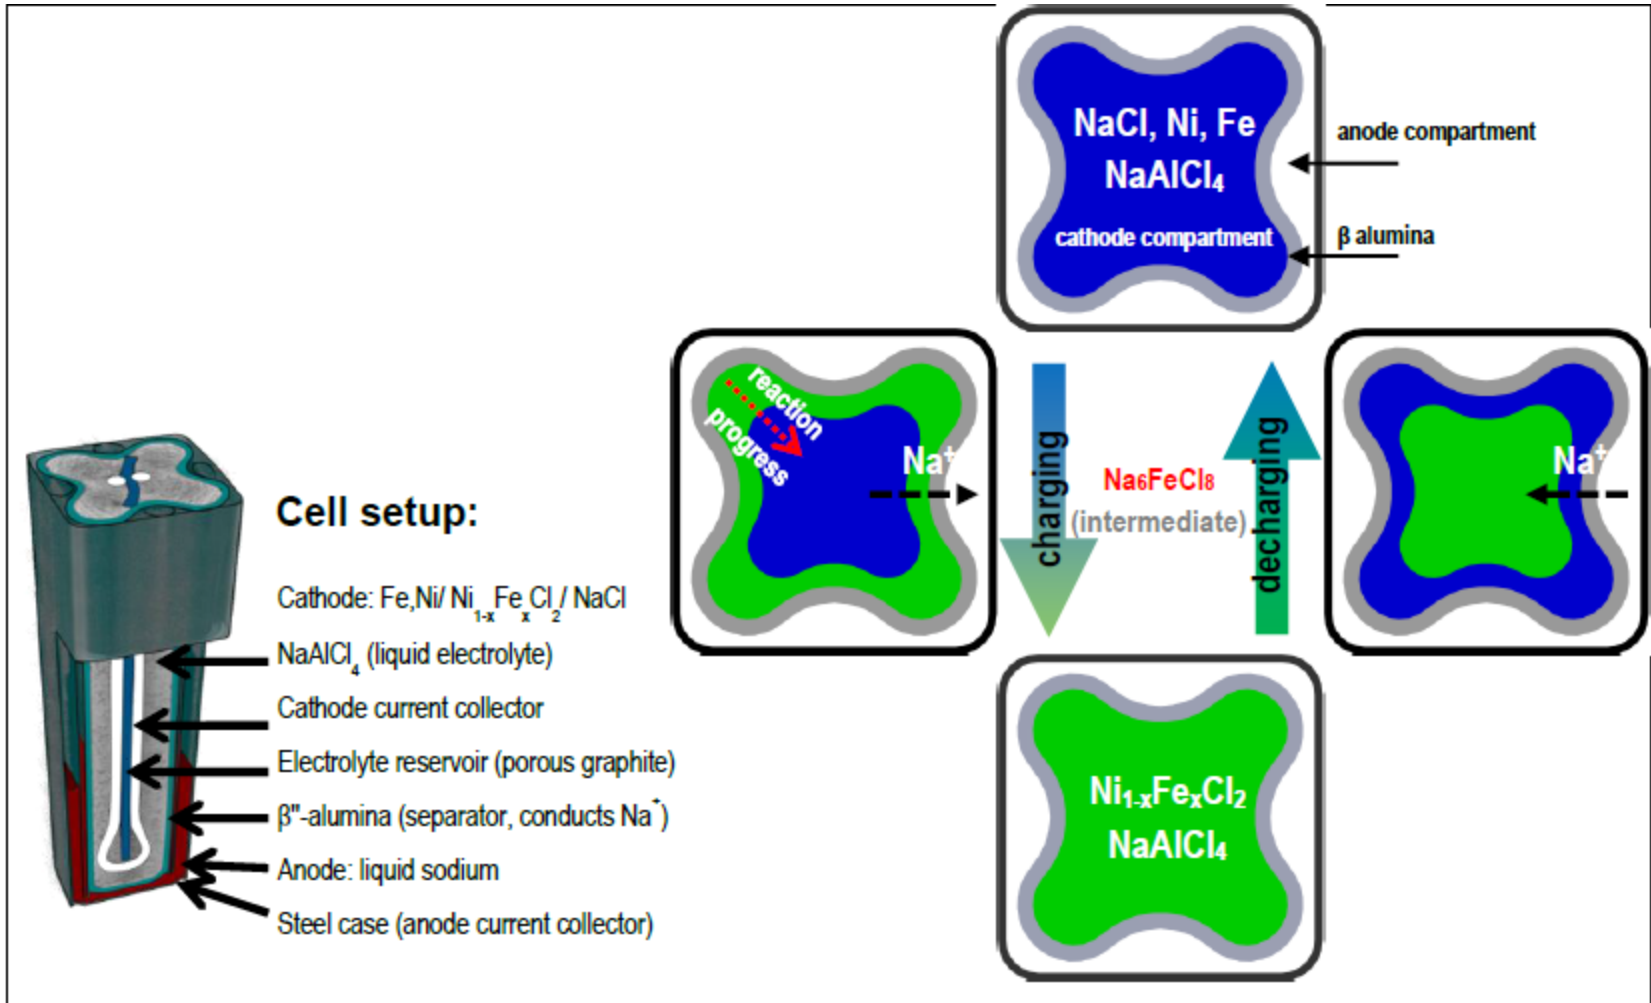 NaCl, Ni, Fe
NaAlCl₄
cathode compartment
anode compartment
β alumina
reaction
progress
Na⁺
charging
Na₆FeCl₈
(intermediate)
decharging
Na⁺
Ni₁₋ₓFeₓCl₂
NaAlCl₄
Cell setup:
Cathode: Fe,Ni/ Ni₁₋ₓFeₓCl₂/ NaCl
NaAlCl₄ (liquid electrolyte)
Cathode current collector
Electrolyte reservoir (porous graphite)
β"-alumina (separator, conducts Na⁺)
Anode: liquid sodium
Steel case (anode current collector)